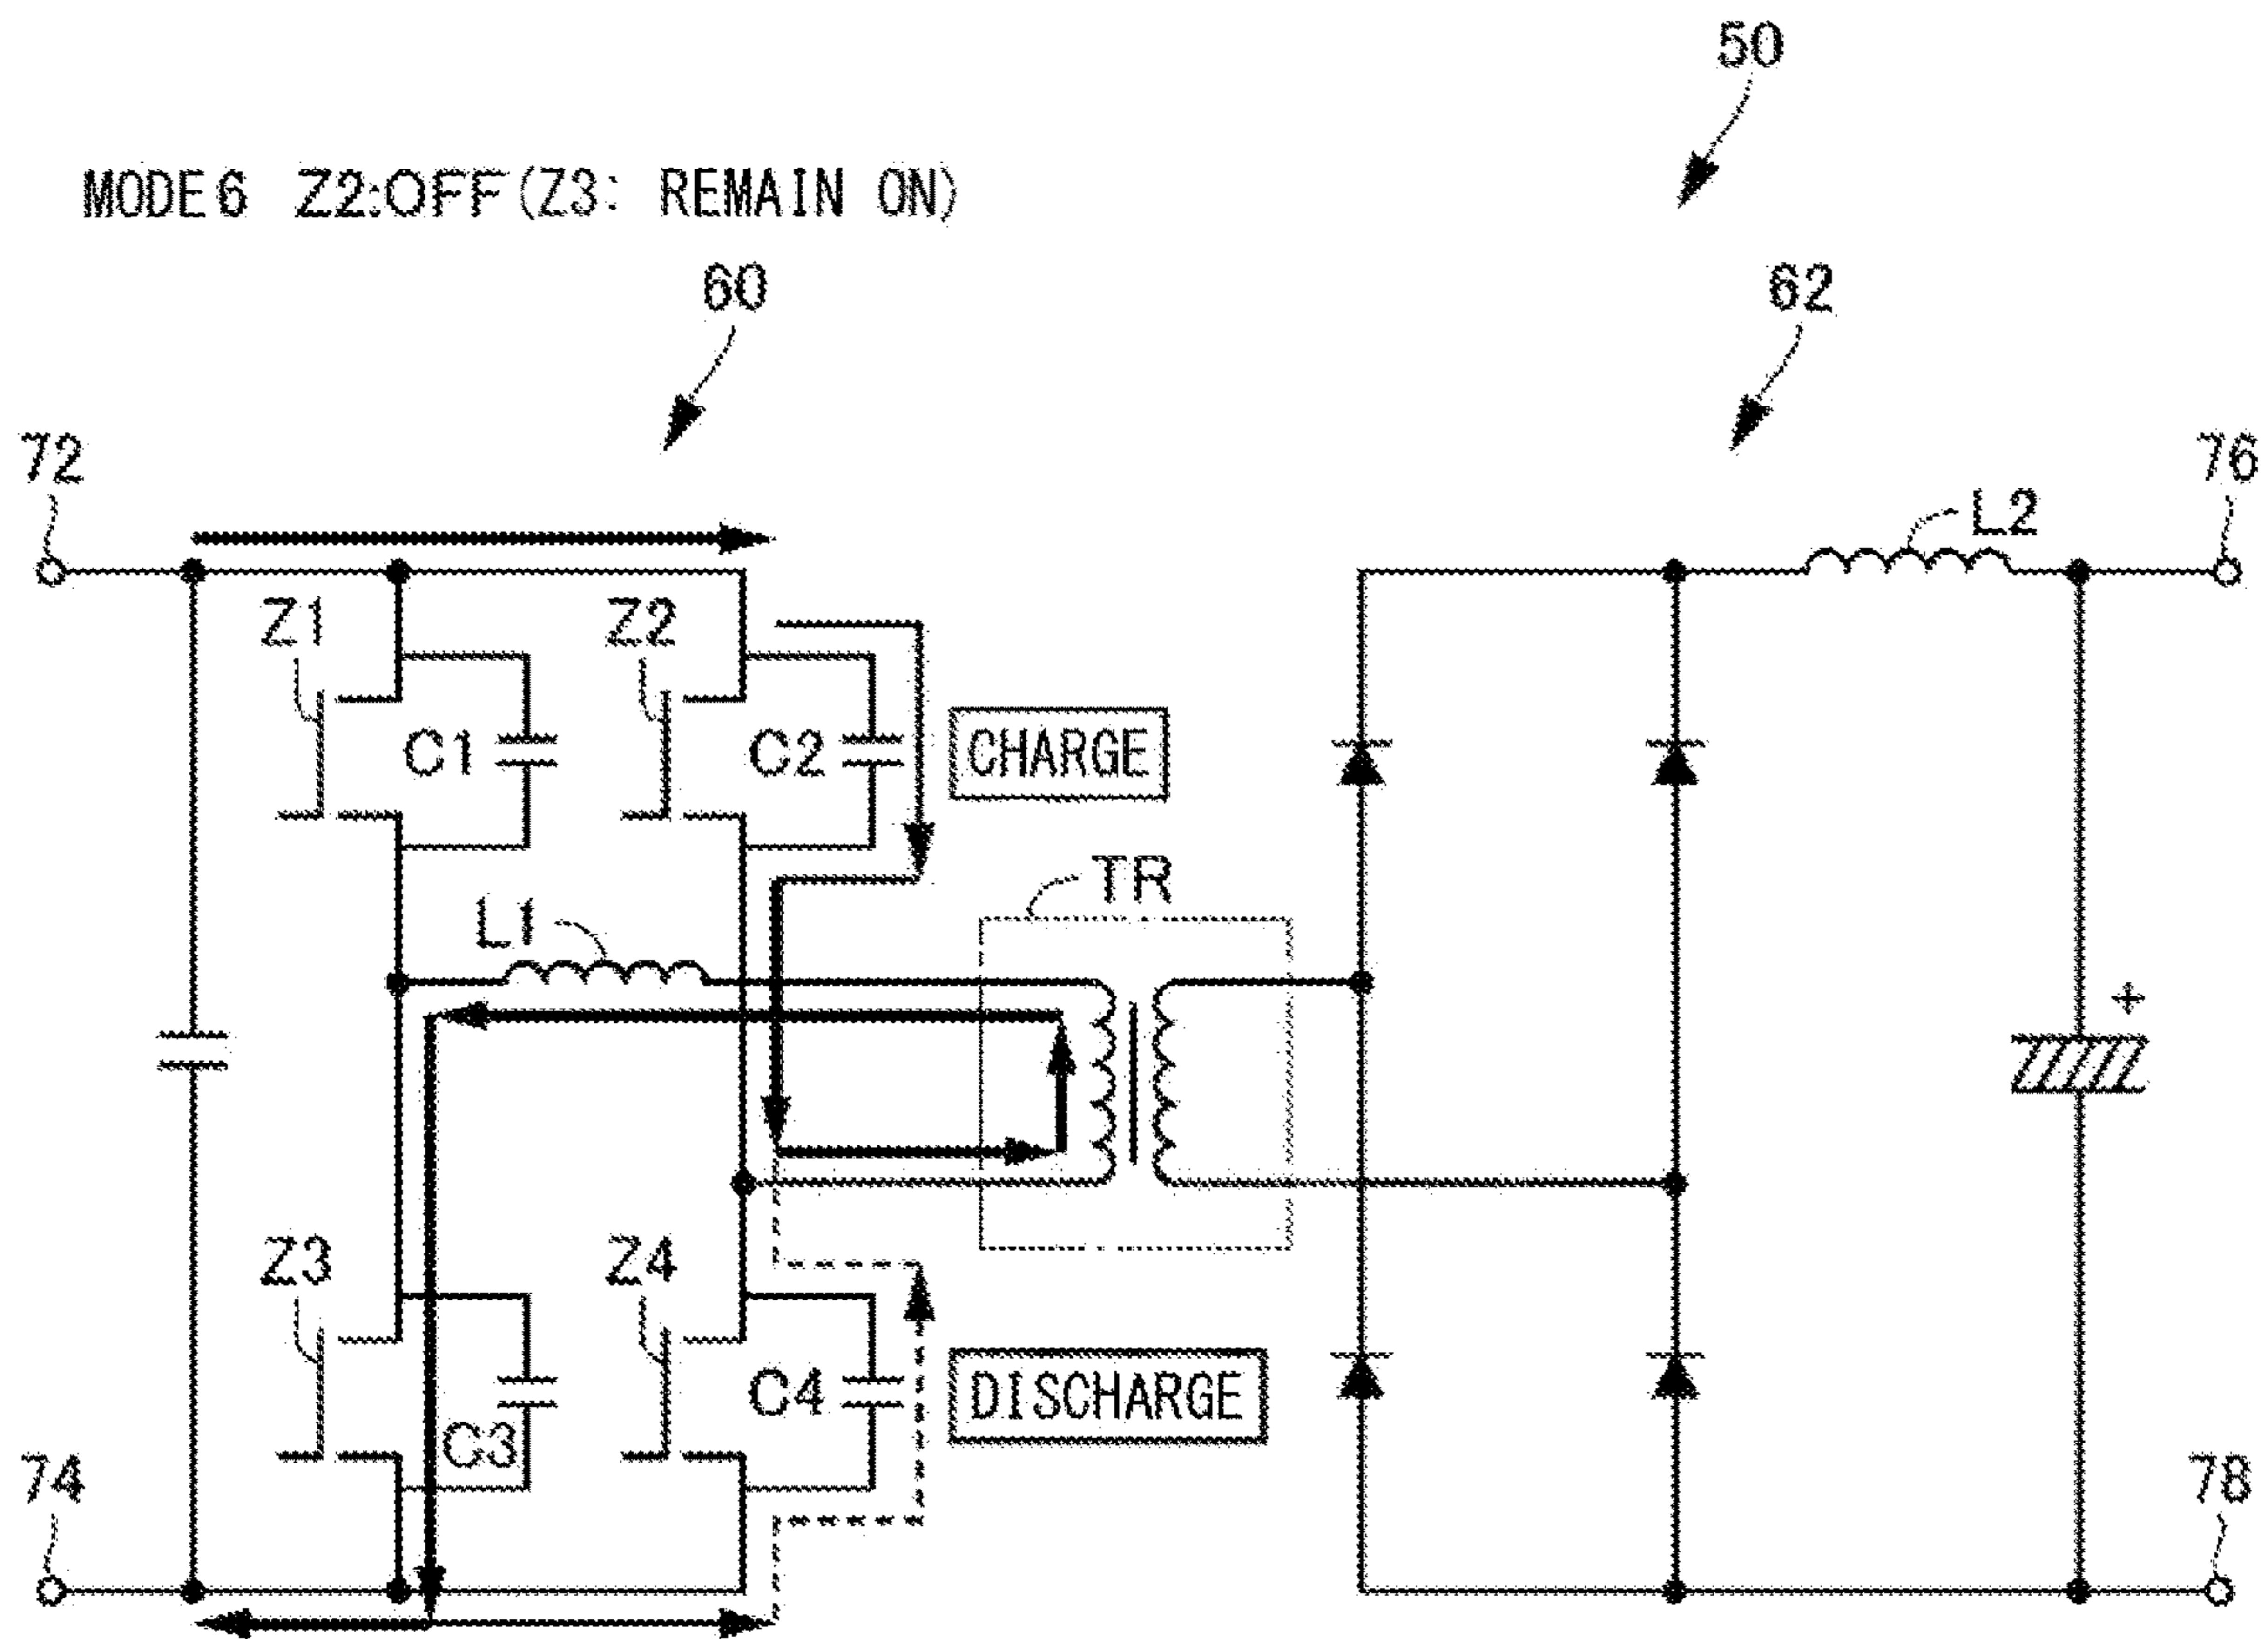 50
MODE6 Z2:OFF(Z3: REMAIN ON)
60
62
72
76
L2
Z1
Z2
C1
C2
CHARGE
TR
L1
+
Z3
Z4
C3
C4
DISCHARGE
74
78